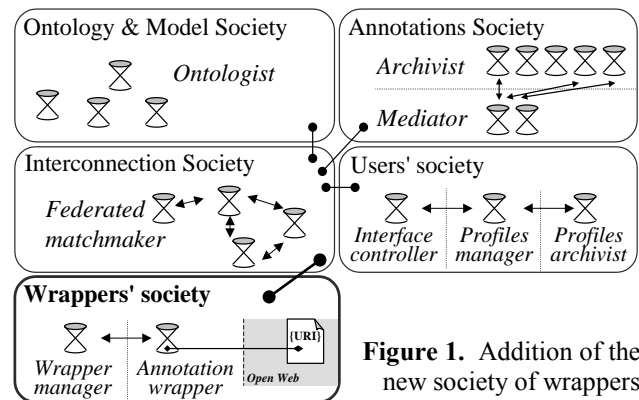 Ontology & Model Society
Ontologist
Annotations Society
Archivist
Mediator
Interconnection Society
Federated
matchmaker
Users' society
Interface
controller
Profiles
manager
Profiles
archivist
Wrappers' society
Wrapper
manager
Annotation
wrapper
{URI}
Open Web
Figure 1. Addition of the
new society of wrappers